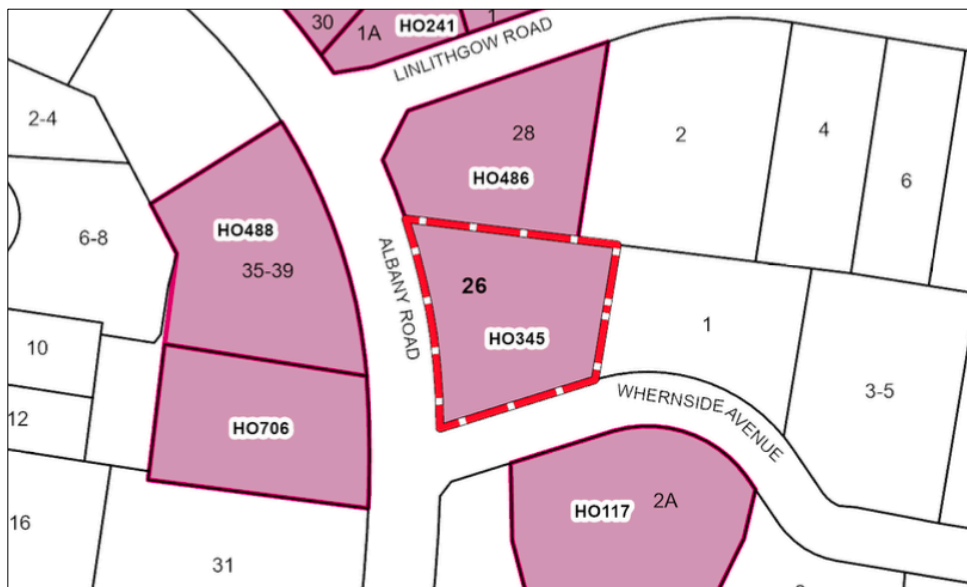 30
1A
HO241
1
LINLITHGOW ROAD
2-4
28
2
4
6
HO486
6-8
HO488
35-39
ALBANY ROAD
26
HO345
1
3-5
10
12
HO706
WHERNSIDE AVENUE
HO117
2A
16
31